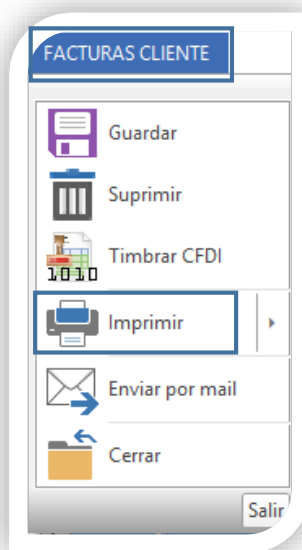 FACTURAS CLIENTE
Guardar
Suprimir
Timbrar CFDI
1010
Imprimir
Enviar por mail
Cerrar
Salir